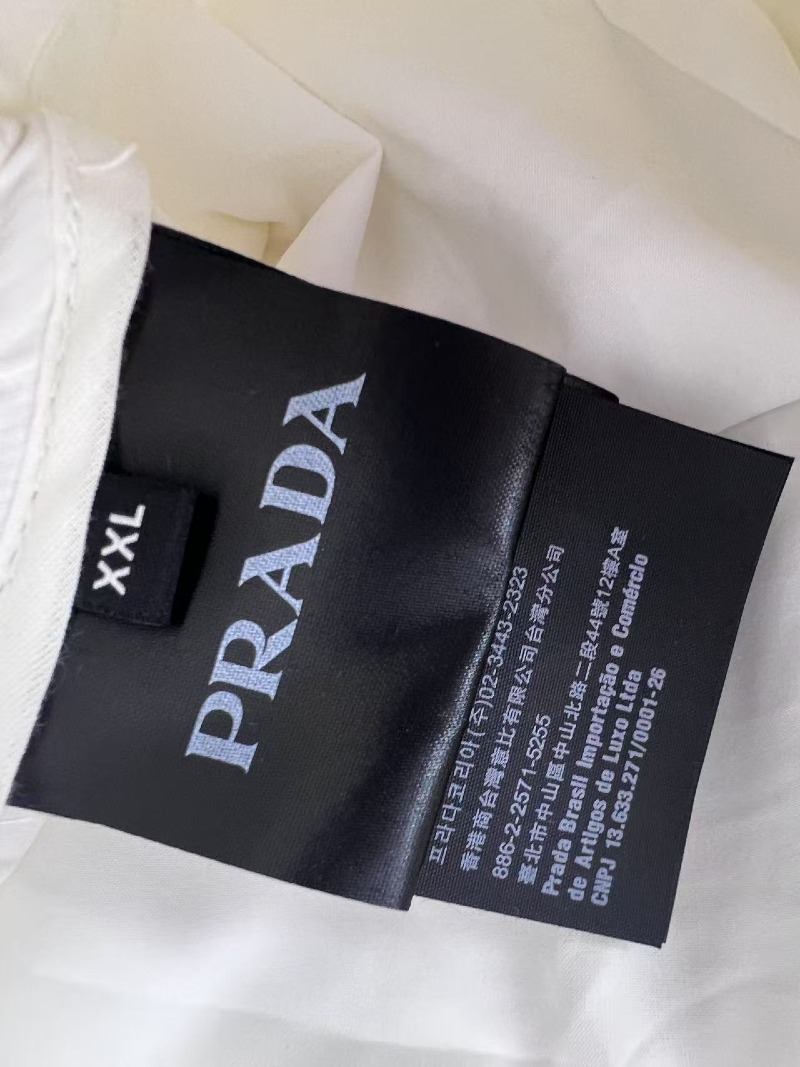 PRADA
XXL
프라다코리아(주)02-3443-2323
香港商台灣普比有限公司台灣分公司
886-2-2571-5255
臺北市中山區中山北路二段44號12樓A室
Prada Brasil Importação e Comércio
de Artigos de Luxo Ltda
CNPJ 13.633.271/0001-26